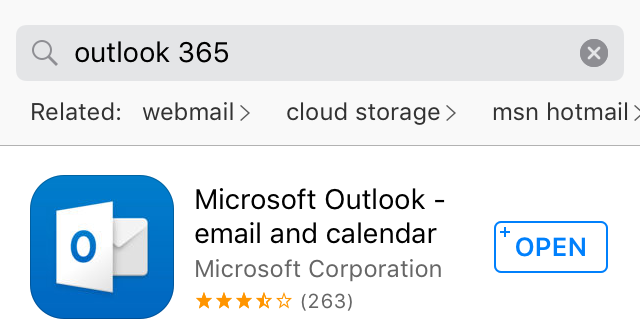 outlook 365
Related: webmail cloud storage msn hotmail
Microsoft Outlook -
email and calendar
OPEN
Microsoft Corporation
(263)
O